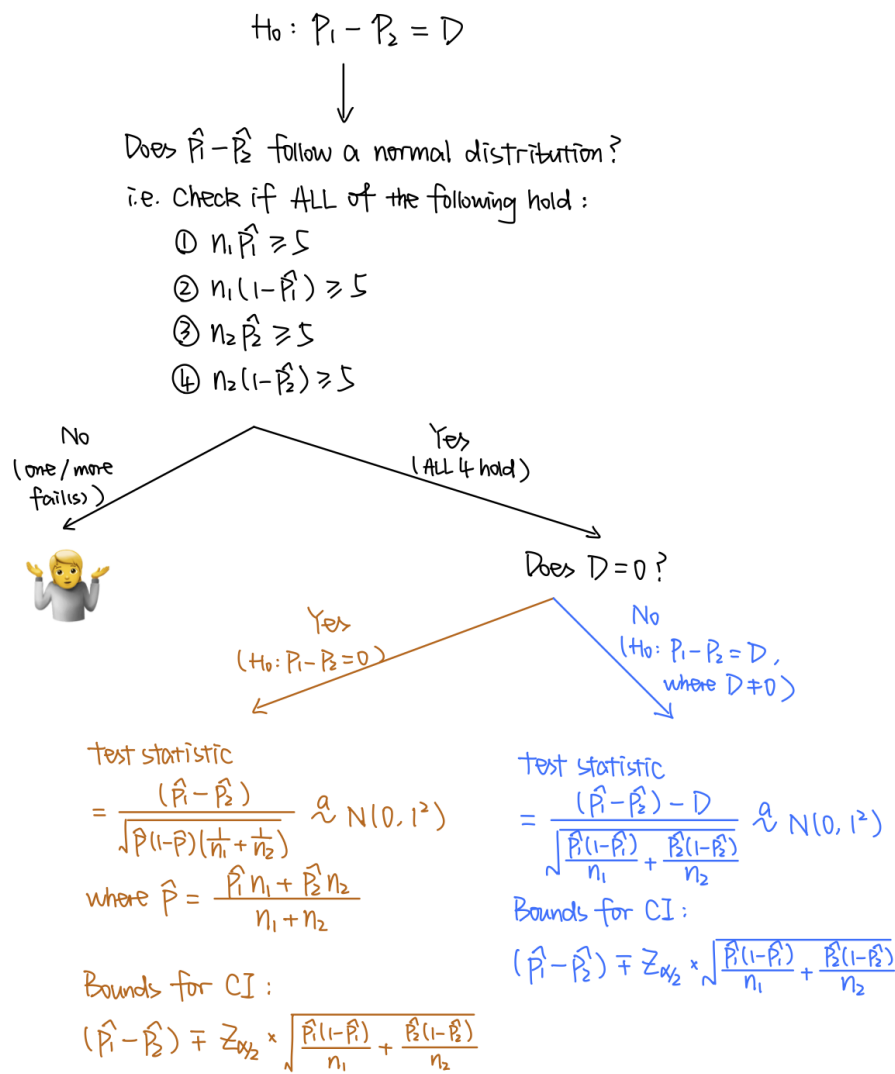 H₀ : P₁ − P₂ = D
Does p̂₁−p̂₂ follow a normal distribution?
i.e. Check if ALL of the following hold :
① n₁p̂₁ ⩾ 5
② n₁(1−p̂₁) ⩾ 5
③ n₂p̂₂ ⩾ 5
④ n₂(1−p̂₂) ⩾ 5
No
(one/more
fail(s))
Yes
(ALL 4 hold)
Does D = 0 ?
Yes
(H₀ : P₁−P₂ = 0)
No
(H₀ : P₁−P₂ = D,
where D ≠ 0)
test statistic
= (p̂₁−p̂₂) / √(p̂(1−p̂)(1/n₁ + 1/n₂)) ᵃ~ N(0, 1²)
where p̂ = (p̂₁n₁ + p̂₂n₂) / (n₁ + n₂)
Bounds for CI :
(p̂₁−p̂₂) ∓ Z_α/2 * √(p̂₁(1−p̂₁)/n₁ + p̂₂(1−p̂₂)/n₂)
test statistic
= ((p̂₁−p̂₂) − D) / √(p̂₁(1−p̂₁)/n₁ + p̂₂(1−p̂₂)/n₂) ᵃ~ N(0, 1²)
Bounds for CI :
(p̂₁−p̂₂) ∓ Z_α/2 * √(p̂₁(1−p̂₁)/n₁ + p̂₂(1−p̂₂)/n₂)